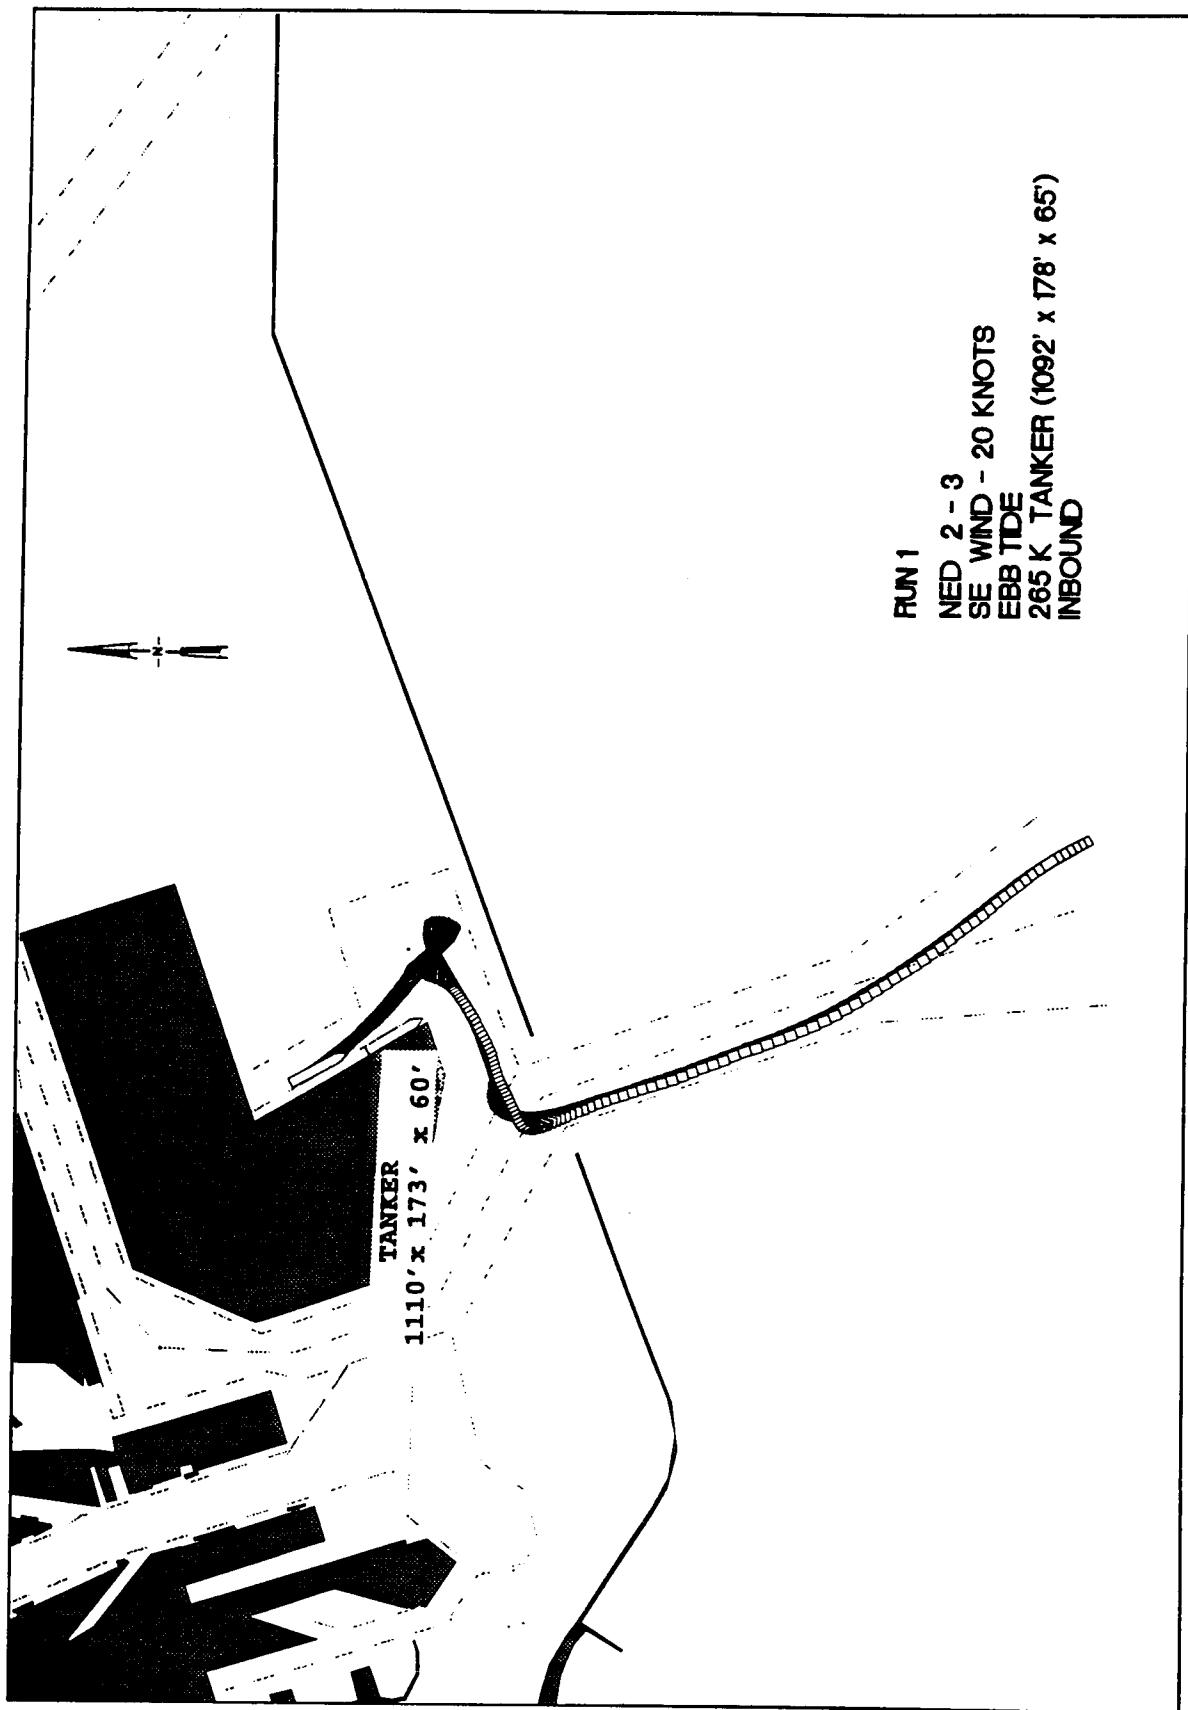 N
TANKER
1110' x 173' x 60'
RUN 1
NED 2 - 3
SE WIND - 20 KNOTS
EBB TIDE
265 K TANKER (1092' x 178' x 65')
INBOUND